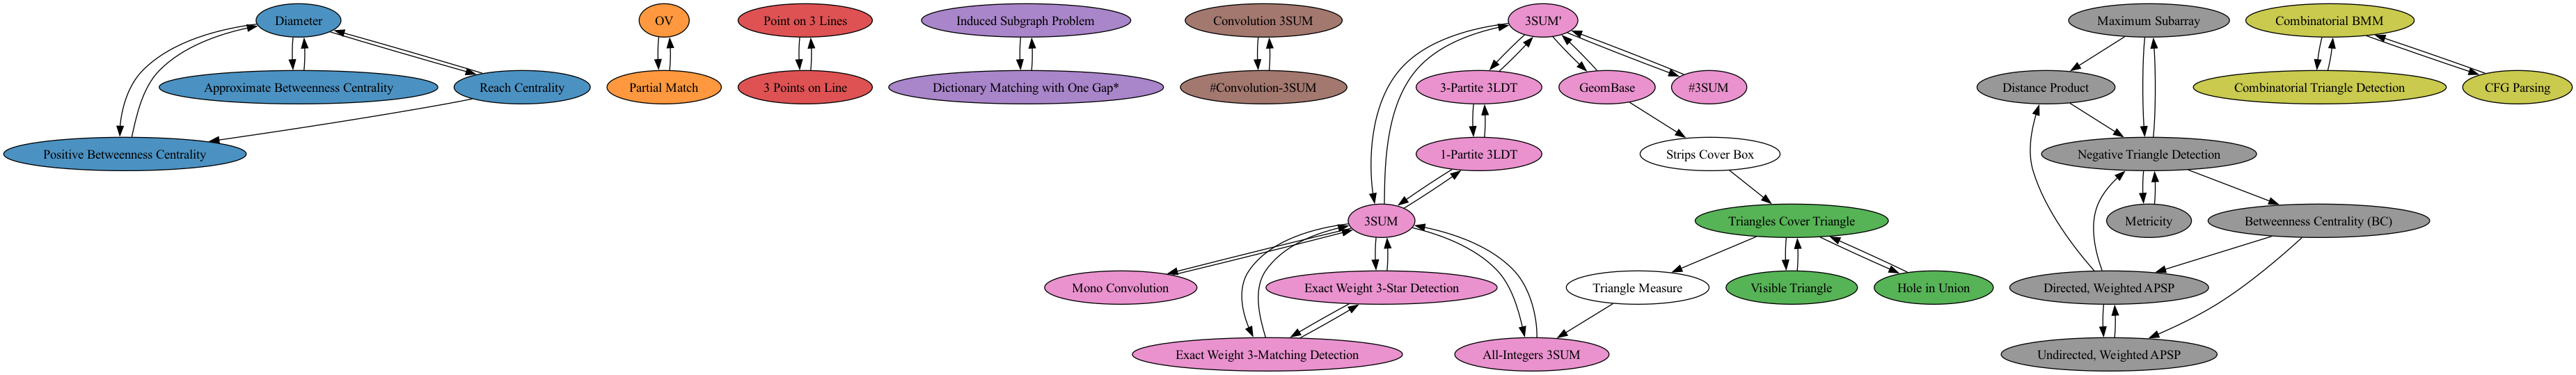 Diameter
OV
Point on 3 Lines
Induced Subgraph Problem
Convolution 3SUM
3SUM'
Maximum Subarray
Combinatorial BMM
Approximate Betweenness Centrality
Reach Centrality
Partial Match
3 Points on Line
Dictionary Matching with One Gap*
#Convolution-3SUM
3-Partite 3LDT
GeomBase
#3SUM
Distance Product
Combinatorial Triangle Detection
CFG Parsing
Positive Betweenness Centrality
1-Partite 3LDT
Strips Cover Box
Negative Triangle Detection
3SUM
Triangles Cover Triangle
Metricity
Betweenness Centrality (BC)
Mono Convolution
Exact Weight 3-Star Detection
Triangle Measure
Visible Triangle
Hole in Union
Directed, Weighted APSP
Exact Weight 3-Matching Detection
All-Integers 3SUM
Undirected, Weighted APSP